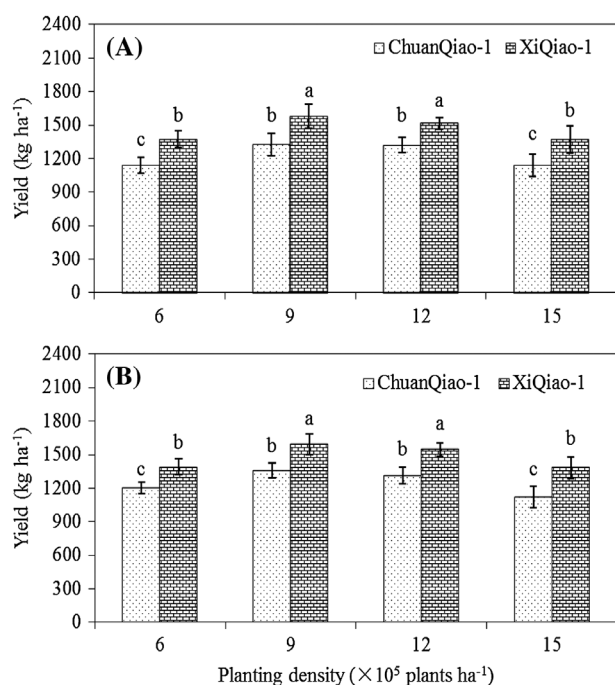 2400
(A)
ChuanQiao-1
XiQiao-1
2100
1800
1500
1200
900
600
300
0
Yield (kg ha⁻¹)
c
b
b
a
b
a
c
b
6
9
12
15
2400
(B)
ChuanQiao-1
XiQiao-1
2100
1800
1500
1200
900
600
300
0
Yield (kg ha⁻¹)
c
b
b
a
b
a
c
b
6
9
12
15
Planting density (×10⁵ plants ha⁻¹)